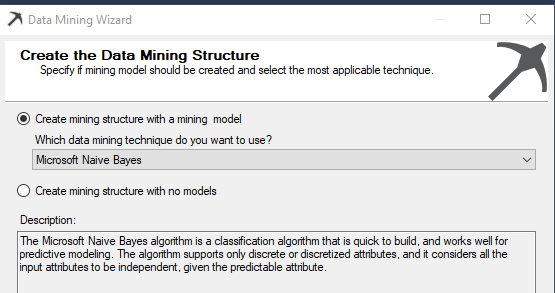 Data Mining Wizard
Create the Data Mining Structure
Specify if mining model should be created and select the most applicable technique.
Create mining structure with a mining model
Which data mining technique do you want to use?
Microsoft Naive Bayes
Create mining structure with no models
Description:
The Microsoft Naive Bayes algorithm is a classification algorithm that is quick to build, and works well for
predictive modeling. The algorithm supports only discrete or discretized attributes, and it considers all the
input attributes to be independent, given the predictable attribute.